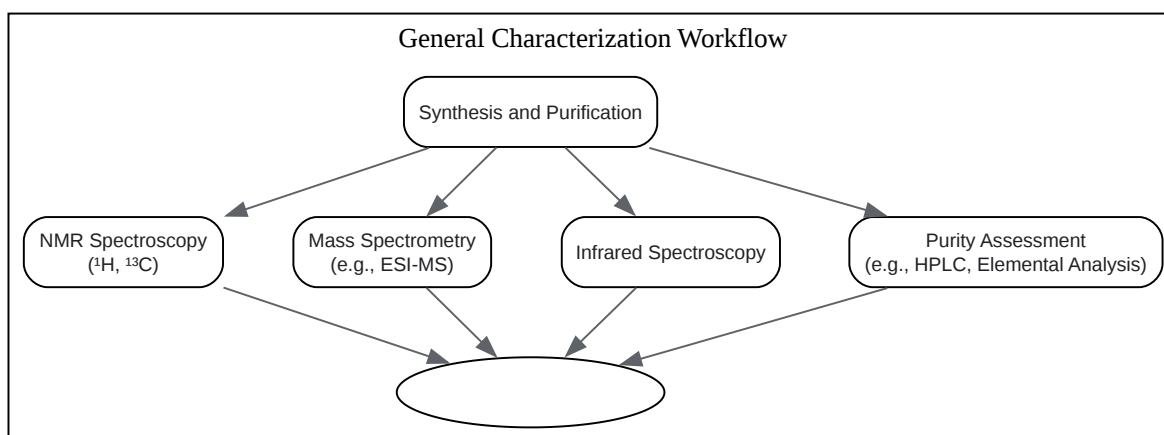 General Characterization Workflow
Synthesis and Purification
NMR Spectroscopy
(¹H, ¹³C)
Mass Spectrometry
(e.g., ESI-MS)
Infrared Spectroscopy
Purity Assessment
(e.g., HPLC, Elemental Analysis)